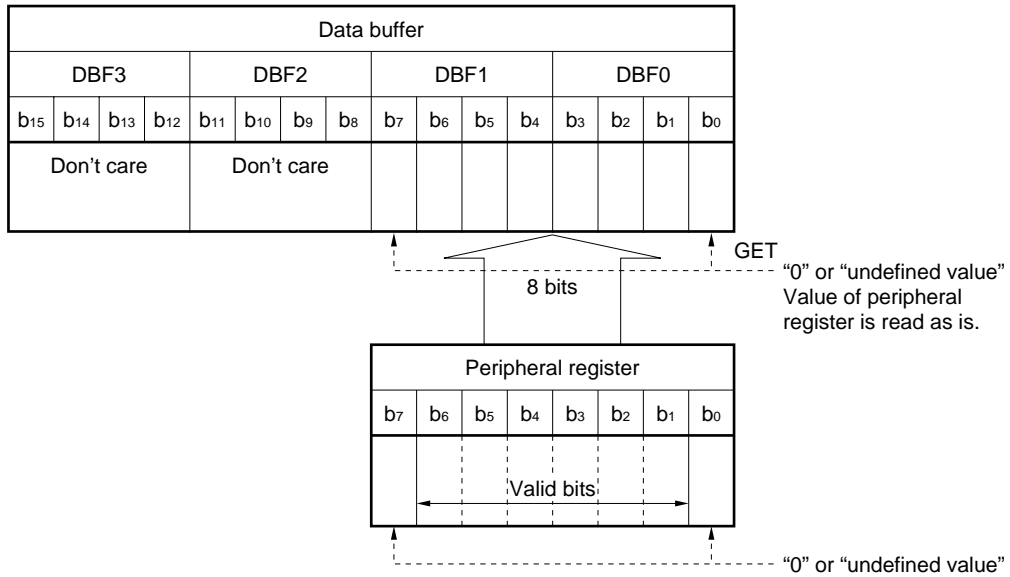 Data buffer
DBF3 DBF2 DBF1 DBF0
b15 b14 b13 b12 b11 b10 b9 b8 b7 b6 b5 b4 b3 b2 b1 b0
Don't care Don't care
GET
"0" or "undefined value"
8 bits
Value of peripheral
register is read as is.
Peripheral register
b7 b6 b5 b4 b3 b2 b1 b0
Valid bits
"0" or "undefined value"